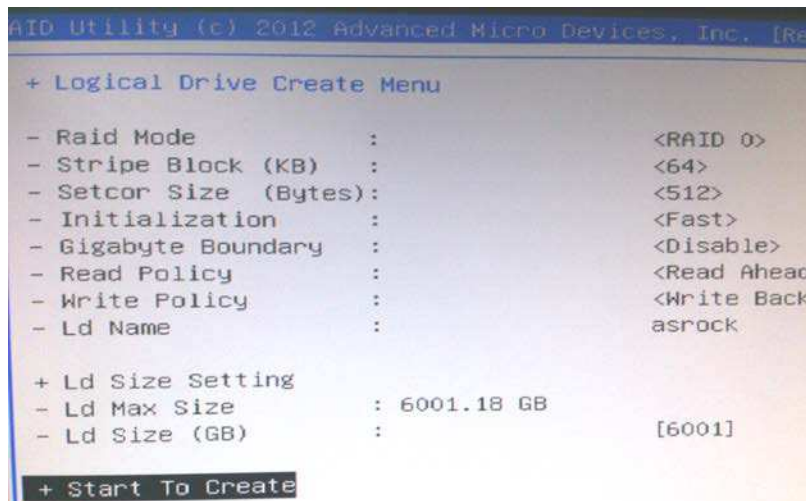 AID Utility (c) 2012 Advanced Micro Devices, Inc. [Re
+ Logical Drive Create Menu
- Raid Mode : <RAID 0>
- Stripe Block (KB) : <64>
- Setcor Size (Bytes): <512>
- Initialization : <Fast>
- Gigabyte Boundary : <Disable>
- Read Policy : <Read Ahead
- Write Policy : <Write Back
- Ld Name : asrock
+ Ld Size Setting
- Ld Max Size : 6001.18 GB
- Ld Size (GB) : [6001]
+ Start To Create